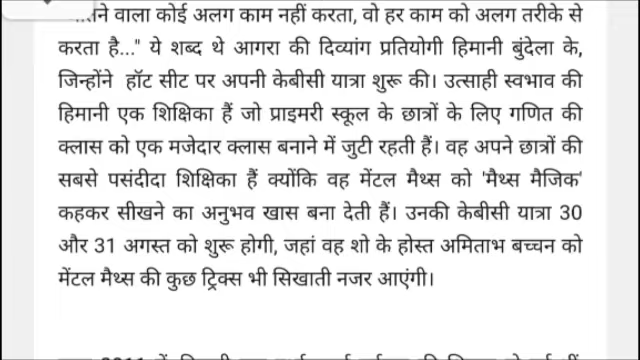 वाला कोई अलग काम नहीं करता, वो हर काम को अलग तरीके से
करता है..." ये शब्द थे आगरा की दिव्यांग प्रतियोगी हिमानी बुंदेला के,
जिन्होंने हॉट सीट पर अपनी केबीसी यात्रा शुरू की। उत्साही स्वभाव की
हिमानी एक शिक्षिका हैं जो प्राइमरी स्कूल के छात्रों के लिए गणित की
क्लास को एक मजेदार क्लास बनाने में जुटी रहती हैं। वह अपने छात्रों की
सबसे पसंदीदा शिक्षिका हैं क्योंकि वह मेंटल मैथ्स को 'मैथ्स मैजिक'
कहकर सीखने का अनुभव खास बना देती हैं। उनकी केबीसी यात्रा 30
और 31 अगस्त को शुरू होगी, जहां वह शो के होस्ट अमिताभ बच्चन को
मेंटल मैथ्स की कुछ ट्रिक्स भी सिखाती नजर आएंगी।